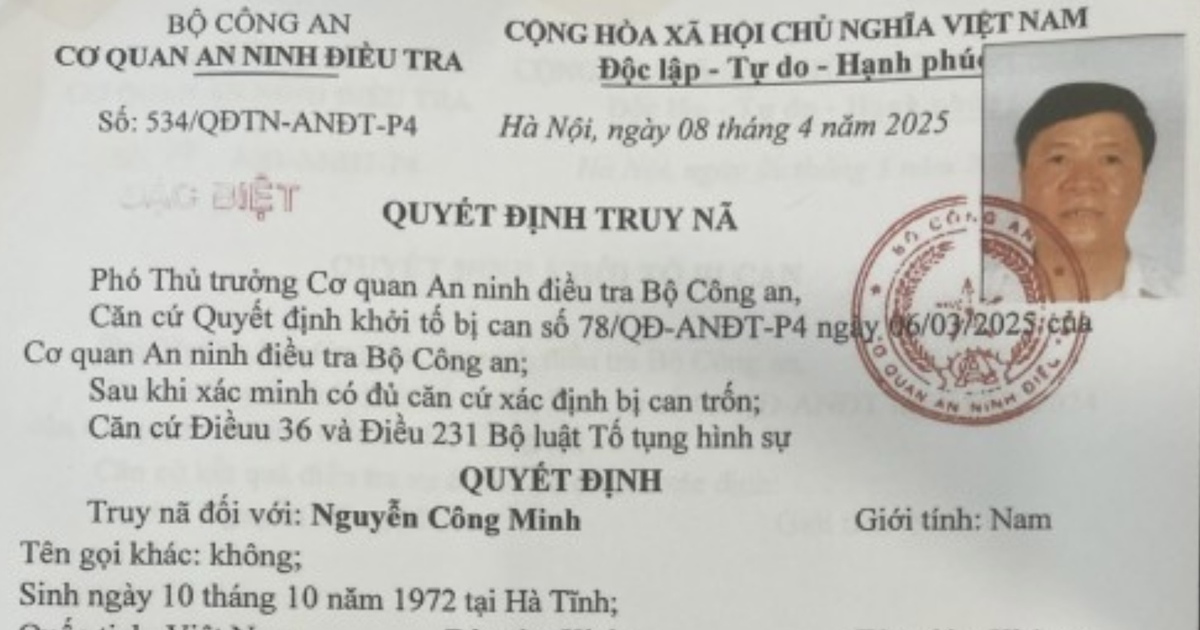 BỘ CÔNG AN
CƠ QUAN AN NINH ĐIỀU TRA
CỘNG HÒA XÃ HỘI CHỦ NGHĨA VIỆT NAM
Độc lập - Tự do - Hạnh phúc
Số: 534/QĐTN-ANĐT-P4
Hà Nội, ngày 08 tháng 4 năm 2025
ĐẶC BIỆT
QUYẾT ĐỊNH TRUY NÃ
Phó Thủ trưởng Cơ quan An ninh điều tra Bộ Công an,
Căn cứ Quyết định khởi tố bị can số 78/QĐ-ANĐT-P4 ngày 06/03/2025 của
Cơ quan An ninh điều tra Bộ Công an;
Sau khi xác minh có đủ căn cứ xác định bị can trốn;
Căn cứ Điềuu 36 và Điều 231 Bộ luật Tố tụng hình sự
QUYẾT ĐỊNH
Truy nã đối với: Nguyễn Công Minh
Giới tính: Nam
Tên gọi khác: không;
Sinh ngày 10 tháng 10 năm 1972 tại Hà Tĩnh;
BỘ CÔNG AN
QUAN AN NINH ĐIỀU